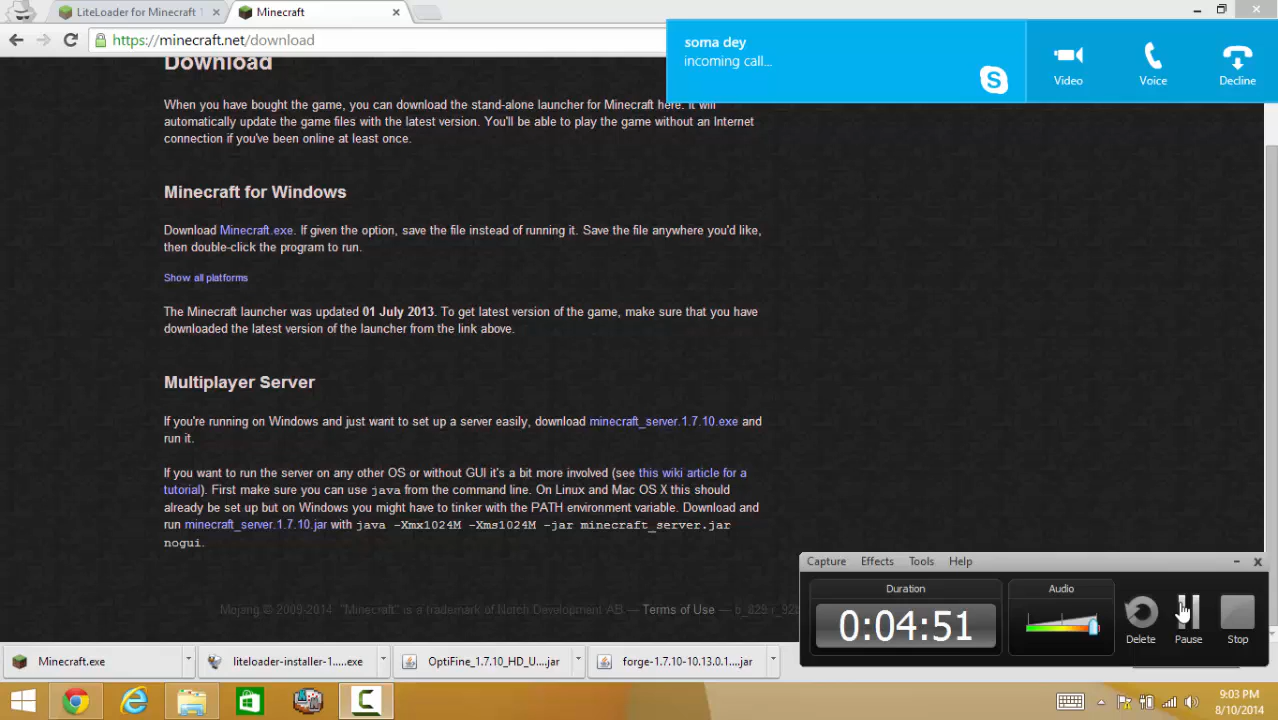 LiteLoader for Minecraft 1
Minecraft
https://minecraft.net/download
soma dey
incoming call...
Video
Voice
Decline
Download
When you have bought the game, you can download the stand-alone launcher for Minecraft here. It will
automatically update the game files with the latest version. You'll be able to play the game without an Internet
connection if you've been online at least once.
Minecraft for Windows
Download Minecraft.exe. If given the option, save the file instead of running it. Save the file anywhere you'd like,
then double-click the program to run.
Show all platforms
The Minecraft launcher was updated 01 July 2013. To get latest version of the game, make sure that you have
downloaded the latest version of the launcher from the link above.
Multiplayer Server
If you're running on Windows and just want to set up a server easily, download minecraft_server.1.7.10.exe and
run it.
If you want to run the server on any other OS or without GUI it's a bit more involved (see this wiki article for a
tutorial). First make sure you can use java from the command line. On Linux and Mac OS X this should
already be set up but on Windows you might have to tinker with the PATH environment variable. Download and
run minecraft_server.1.7.10.jar with java -Xmx1024M -Xms1024M -jar minecraft_server.jar
nogui.
Mojang © 2009-2014 "Minecraft" is a trademark of Notch Development AB — Terms of Use — b_829 r_92b
Capture Effects Tools Help
Duration
0:04:51
Audio
Delete
Pause
Stop
Minecraft.exe
liteloader-installer-1....exe
OptiFine_1.7.10_HD_U....jar
forge-1.7.10-10.13.0.1....jar
9:03 PM
8/10/2014